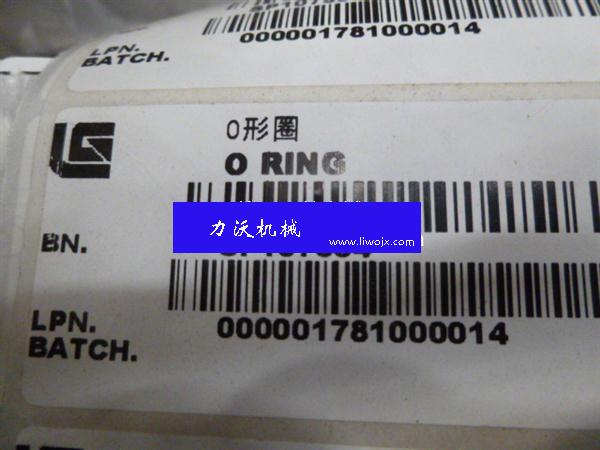 LPN.
BATCH.
000001781000014
O形圈
O RING
力沃机械
www.liwojx.com
BN.
LPN.
BATCH.
000001781000014